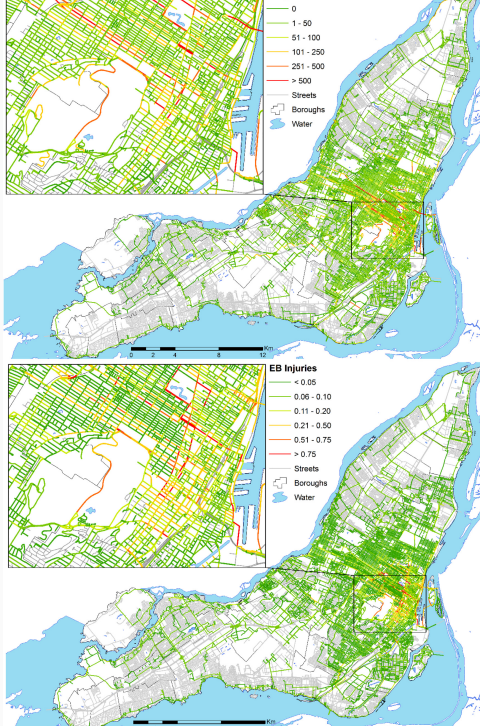 0
1 - 50
51 - 100
101 - 250
251 - 500
> 500
Streets
Boroughs
Water
Km
0 2 4 8 12
EB Injuries
< 0.05
0.06 - 0.10
0.11 - 0.20
0.21 - 0.50
0.51 - 0.75
> 0.75
Streets
Boroughs
Water
Km